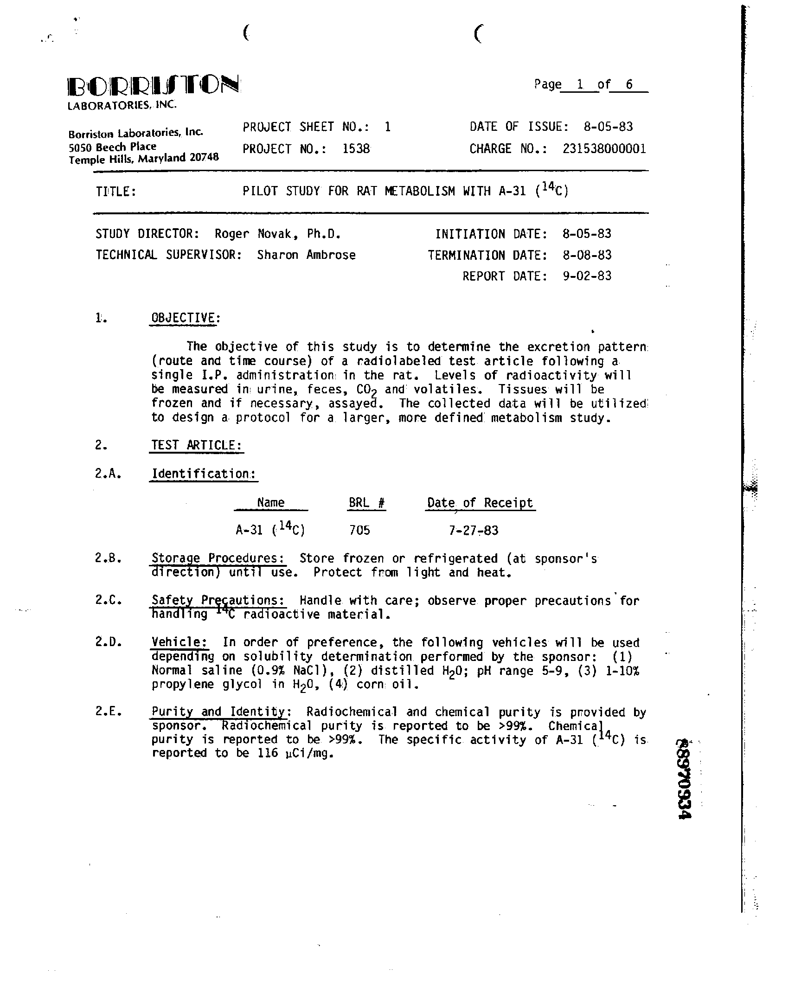 BORRISTON
LABORATORIES, INC.
Page 1 of 6
Borriston Laboratories, Inc.
5050 Beech Place
Temple Hills, Maryland 20748
PROJECT SHEET NO.: 1
DATE OF ISSUE: 8-05-83
PROJECT NO.: 1538
CHARGE NO.: 231538000001
TITLE: PILOT STUDY FOR RAT METABOLISM WITH A-31 (¹⁴C)
STUDY DIRECTOR: Roger Novak, Ph.D.
INITIATION DATE: 8-05-83
TECHNICAL SUPERVISOR: Sharon Ambrose
TERMINATION DATE: 8-08-83
REPORT DATE: 9-02-83
1. OBJECTIVE:
The objective of this study is to determine the excretion pattern
(route and time course) of a radiolabeled test article following a
single I.P. administration in the rat. Levels of radioactivity will
be measured in urine, feces, CO₂ and volatiles. Tissues will be
frozen and if necessary, assayed. The collected data will be utilized
to design a protocol for a larger, more defined metabolism study.
2. TEST ARTICLE:
2.A. Identification:
Name BRL # Date of Receipt
A-31 (¹⁴C) 705 7-27-83
2.B. Storage Procedures: Store frozen or refrigerated (at sponsor's
direction) until use. Protect from light and heat.
2.C. Safety Precautions: Handle with care; observe proper precautions for
handling ¹⁴C radioactive material.
2.D. Vehicle: In order of preference, the following vehicles will be used
depending on solubility determination performed by the sponsor: (1)
Normal saline (0.9% NaCl), (2) distilled H₂O; pH range 5-9, (3) 1-10%
propylene glycol in H₂O, (4) corn oil.
2.E. Purity and Identity: Radiochemical and chemical purity is provided by
sponsor. Radiochemical purity is reported to be >99%. Chemical
purity is reported to be >99%. The specific activity of A-31 (¹⁴C) is
reported to be 116 µCi/mg.
88970934